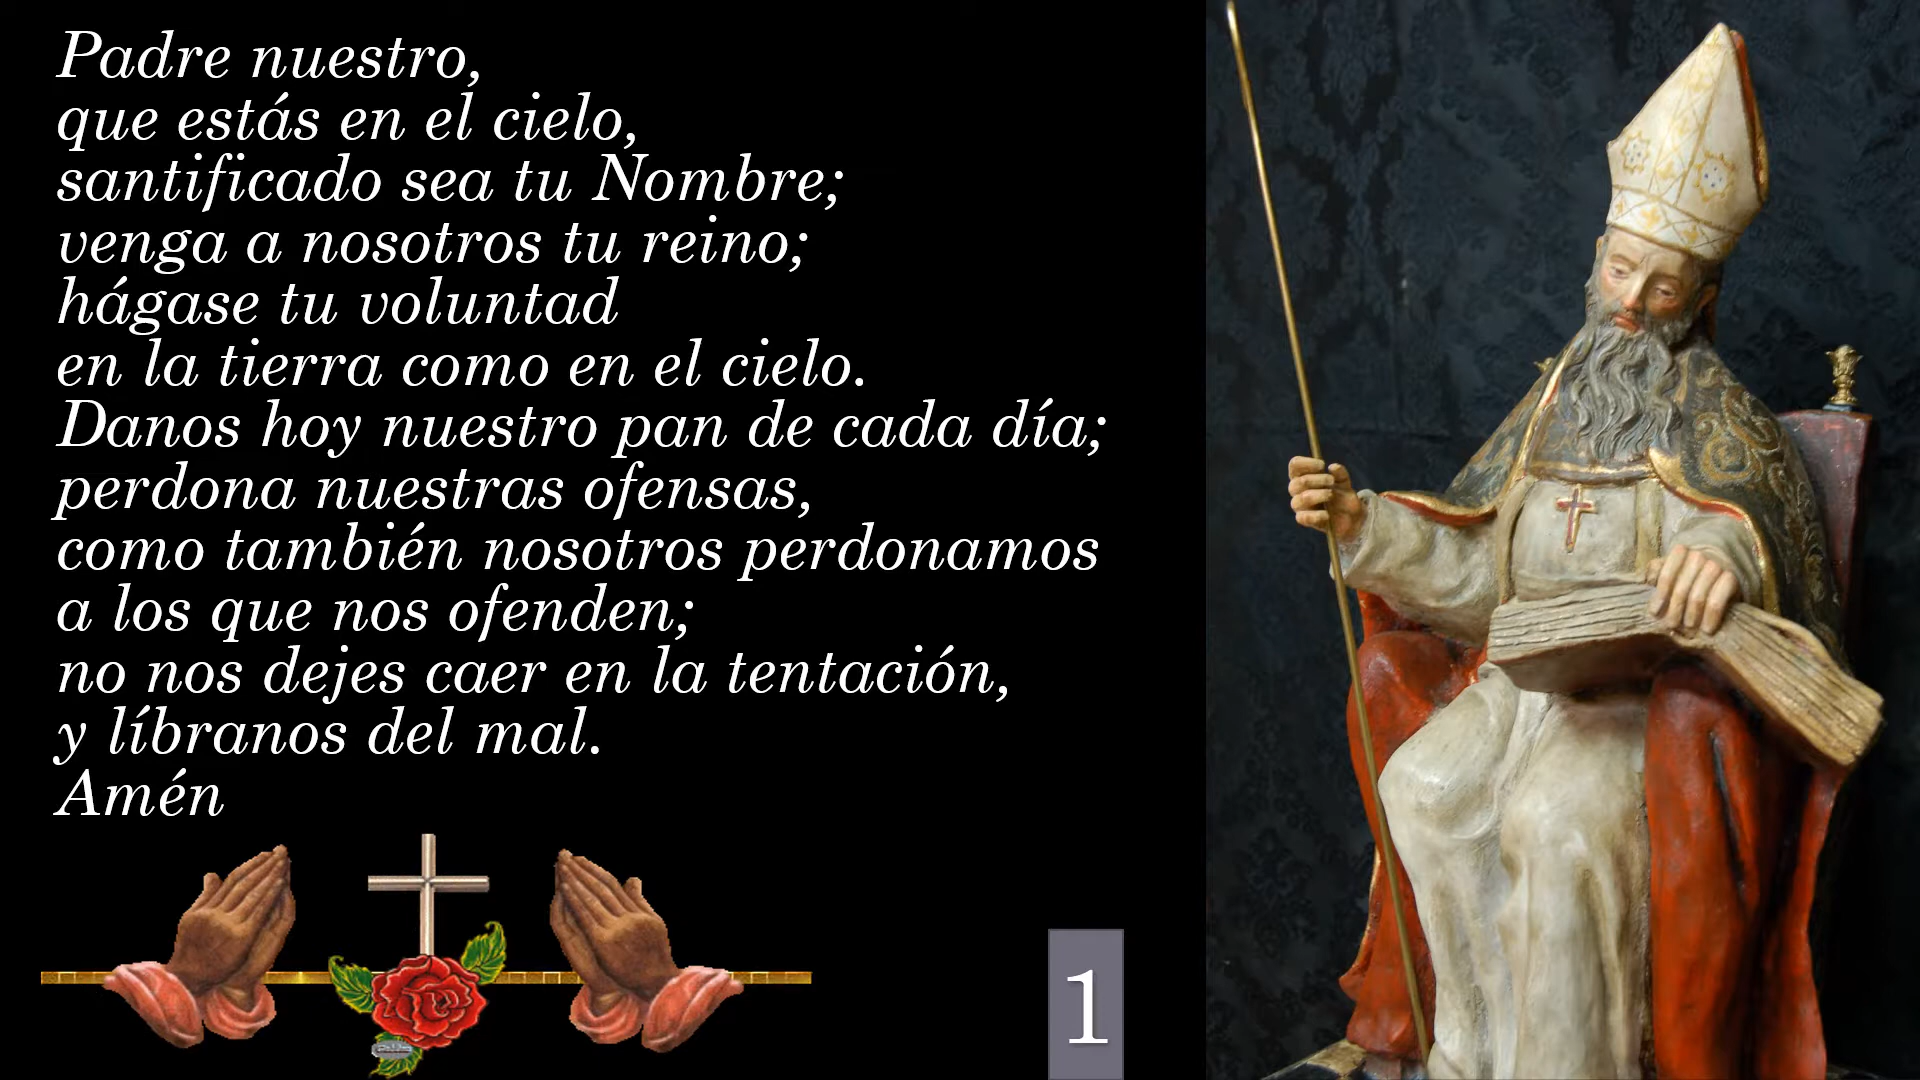 Padre nuestro,
que estás en el cielo,
santificado sea tu Nombre;
venga a nosotros tu reino;
hágase tu voluntad
en la tierra como en el cielo.
Danos hoy nuestro pan de cada día;
perdona nuestras ofensas,
como también nosotros perdonamos
a los que nos ofenden;
no nos dejes caer en la tentación,
y líbranos del mal.
Amén
1